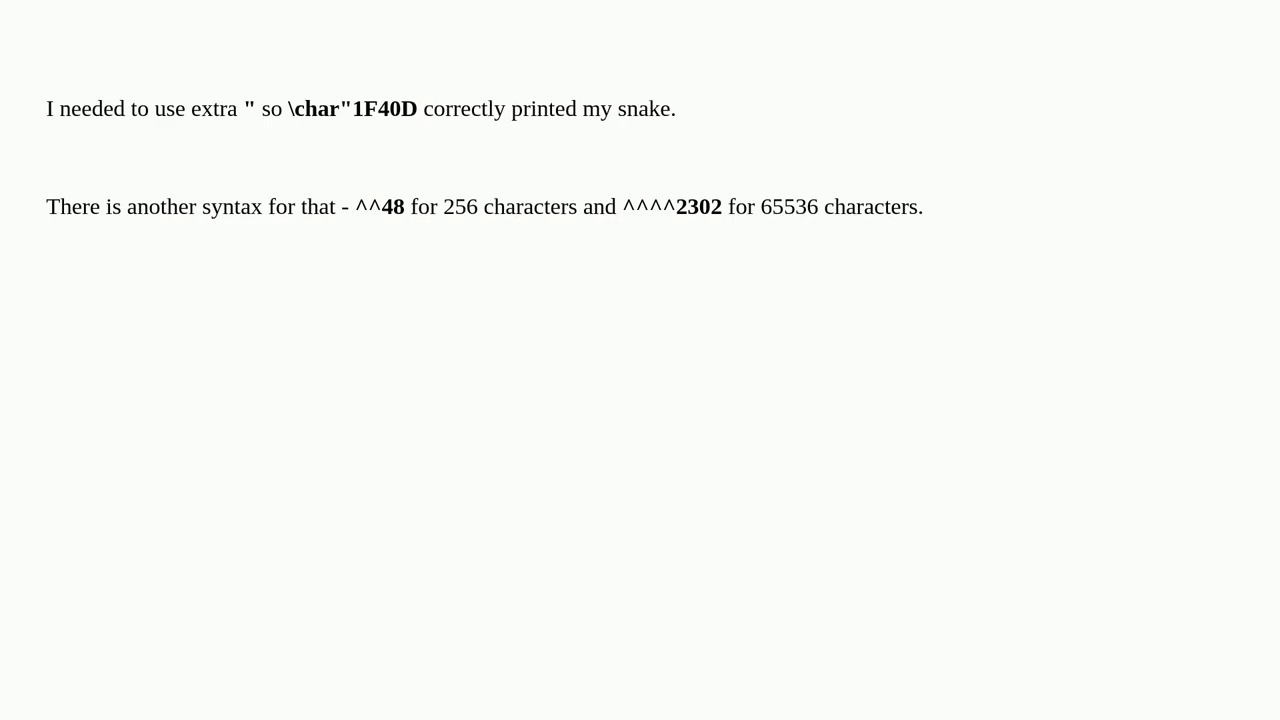 I needed to use extra " so \char"1F40D correctly printed my snake.
There is another syntax for that - ^^48 for 256 characters and ^^^^2302 for 65536 characters.